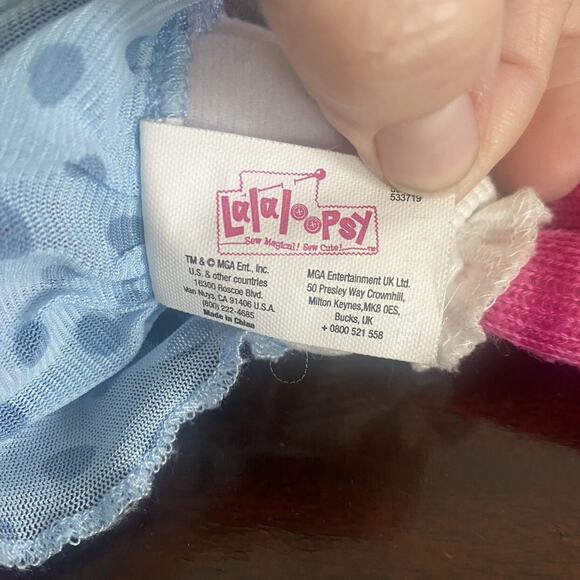 533719
Lalaloopsy
Sew Magical! Sew Cute!™
TM & © MGA Ent., Inc.
U.S. & other countries
16300 Roscoe Blvd.
Van Nuys, CA 91406 U.S.A.
(800) 222-4685
Made in China
MGA Entertainment UK Ltd.
50 Presley Way Crownhill,
Milton Keynes,MK8 0ES,
Bucks, UK
+ 0800 521 558